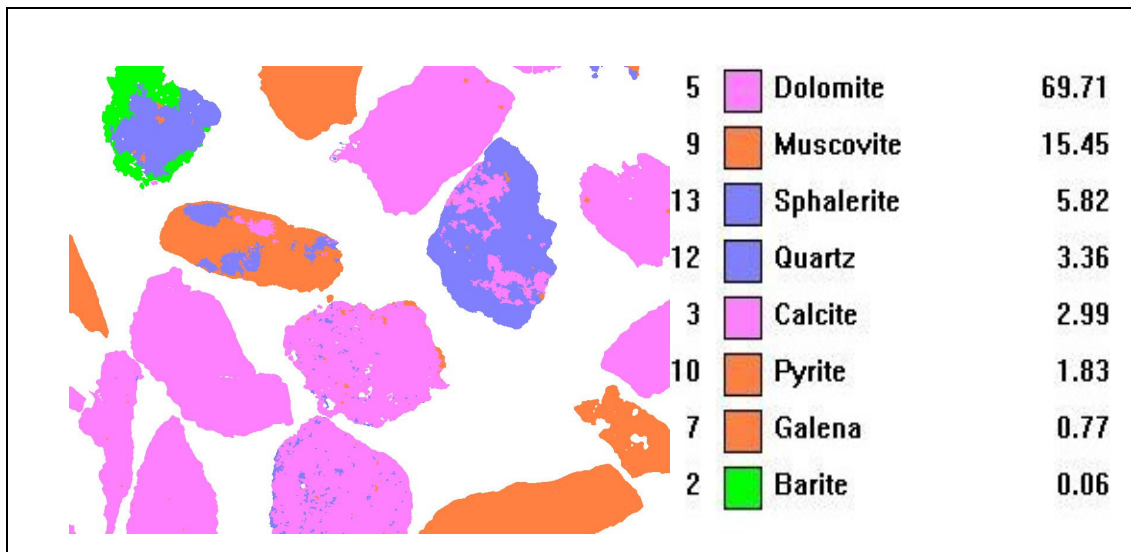 5 Dolomite 69.71
9 Muscovite 15.45
13 Sphalerite 5.82
12 Quartz 3.36
3 Calcite 2.99
10 Pyrite 1.83
7 Galena 0.77
2 Barite 0.06